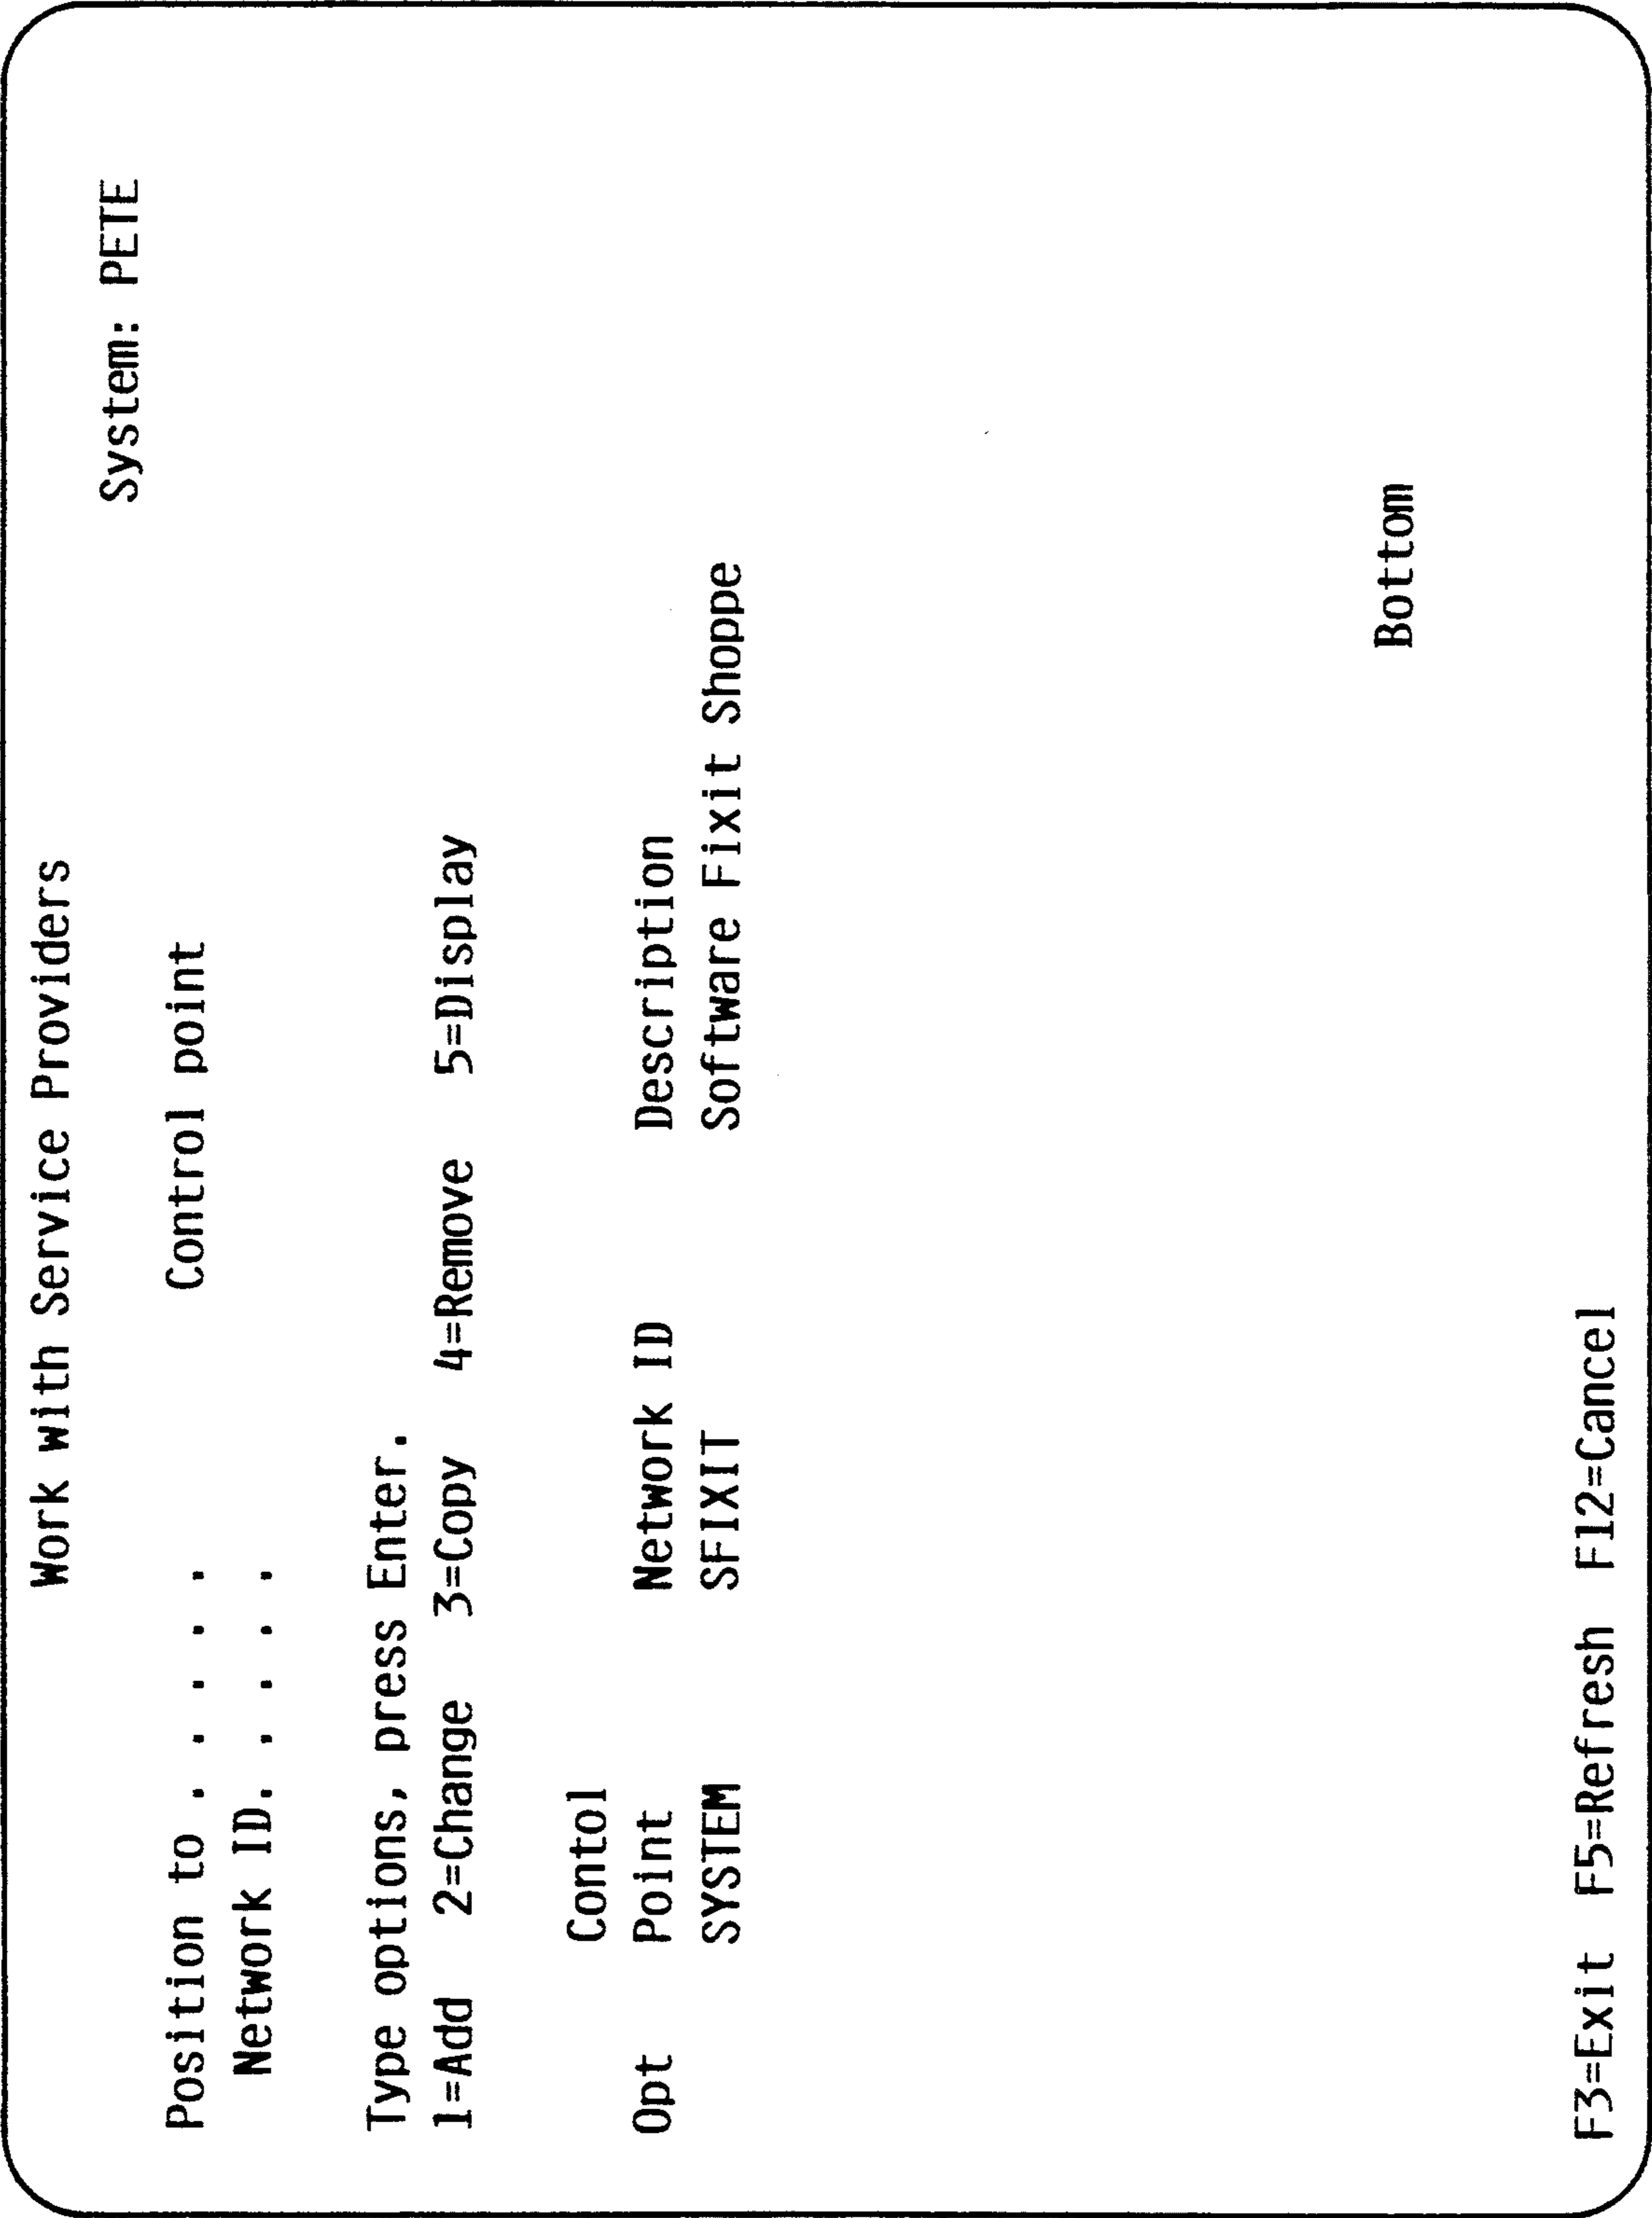 Work with Service Providers
System: PETE
Position to . . . . . Control point
Network ID. . . . .
Type options, press Enter.
1=Add 2=Change 3=Copy 4=Remove 5=Display
Contol
Opt Point Network ID Description
SYSTEM SFIXIT Software Fixit Shoppe
Bottom
F3=Exit F5=Refresh F12=Cancel